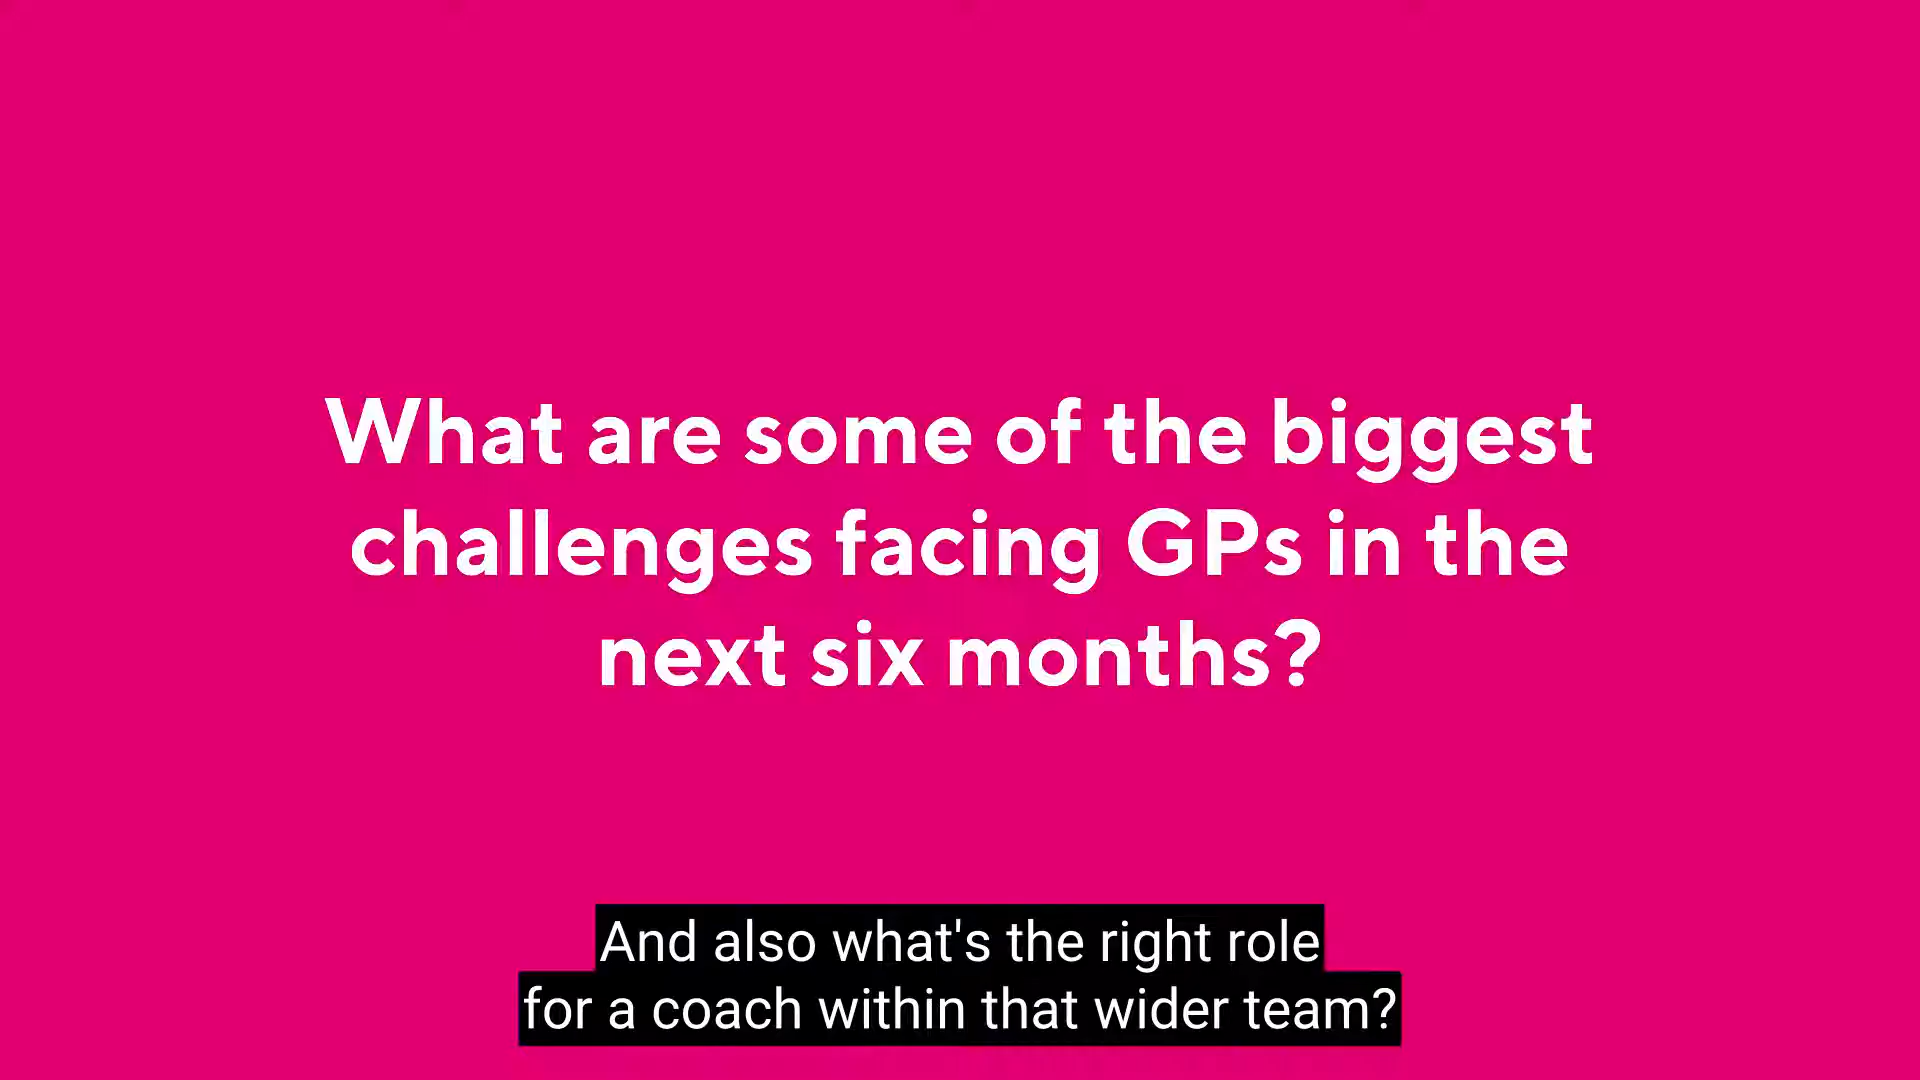 What are some of the biggest
challenges facing GPs in the
next six months?
And also what's the right role
for a coach within that wider team?